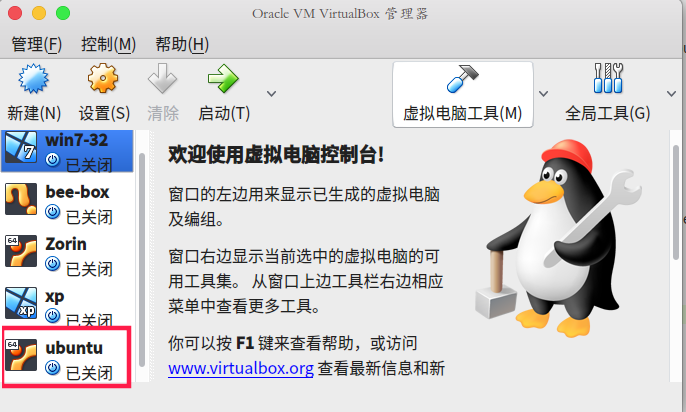 Oracle VM VirtualBox 管理器
管理(F) 控制(M) 帮助(H)
新建(N) 设置(S) 清除 启动(T) 虚拟电脑工具(M) 全局工具(G)
win7-32
7
已关闭
bee-box
已关闭
64
Zorin
已关闭
xp
xp
已关闭
64
ubuntu
已关闭
欢迎使用虚拟电脑控制台!
窗口的左边用来显示已生成的虚拟电脑
及编组。
窗口右边显示当前选中的虚拟电脑的可
用工具集。 从窗口上边工具栏右边相应
菜单中查看更多工具。
你可以按 F1 键来查看帮助，或访问
www.virtualbox.org 查看最新信息和新